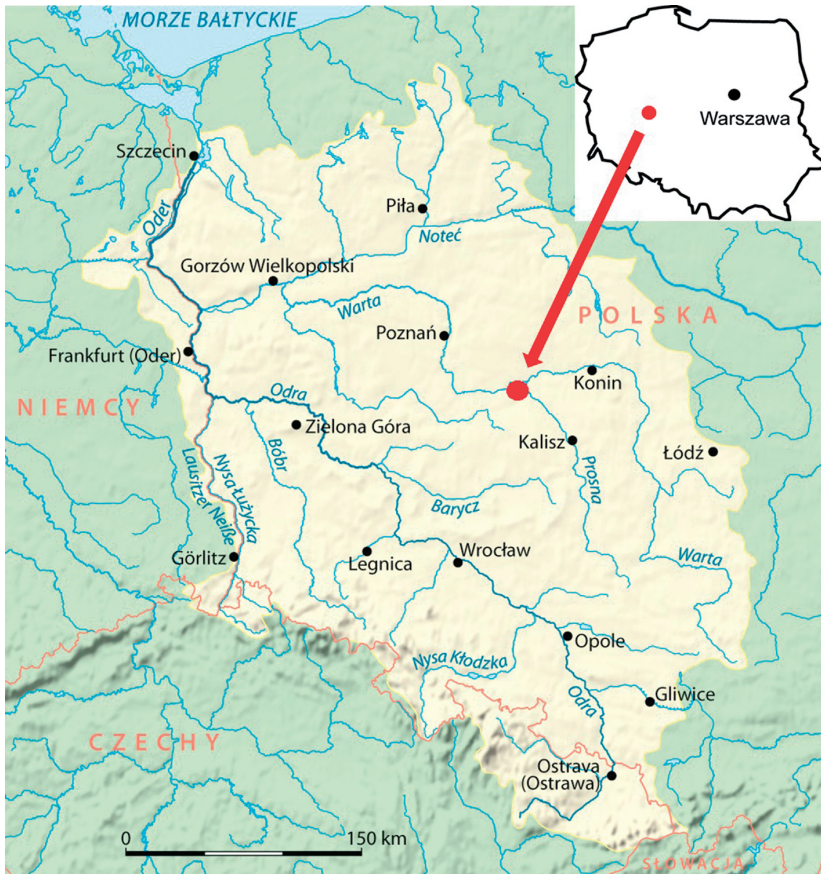 MORZE BAŁTYCKIE
Warszawa
Szczecin
Oder
Piła
Noteć
Gorzów Wielkopolski
Warta
POLSKA
Poznań
Frankfurt (Oder)
Konin
Odra
NIEMCY
Zielona Góra
Kalisz
Łódź
Bóbr
Prosna
Nysa Łużycka
Lausitzer Neiße
Barycz
Görlitz
Legnica
Wrocław
Warta
Opole
Nysa Kłodzka
Odra
Gliwice
CZECHY
Ostrava
(Ostrawa)
0 150 km
SŁOWACJA